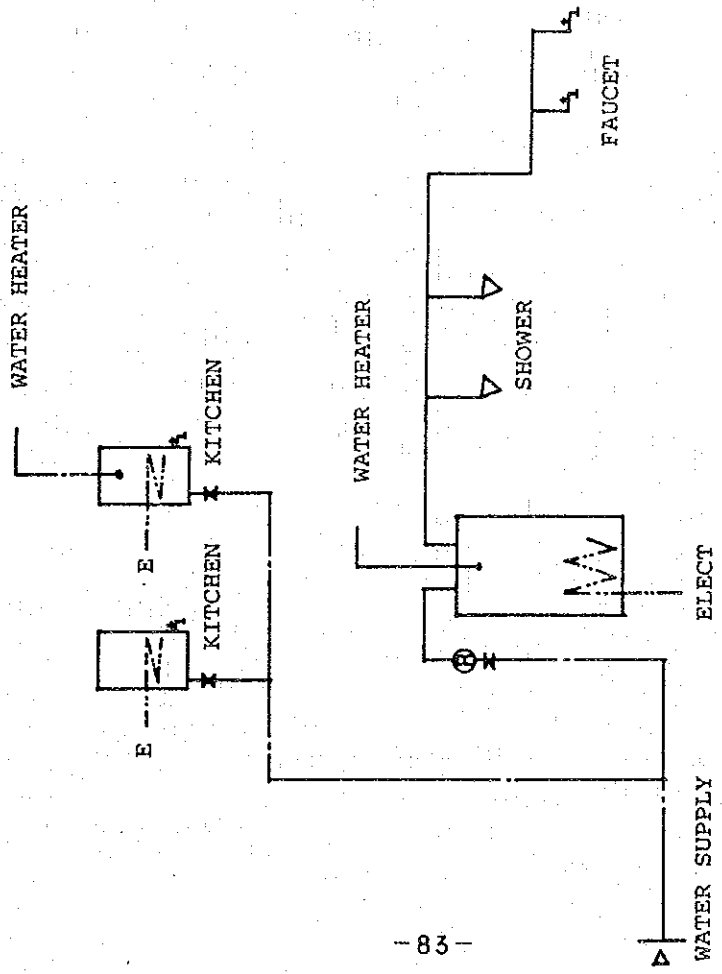 WATER HEATER
E
KITCHEN
E
KITCHEN
WATER HEATER
SHOWER
FAUCET
R
ELECT
WATER SUPPLY
-83-